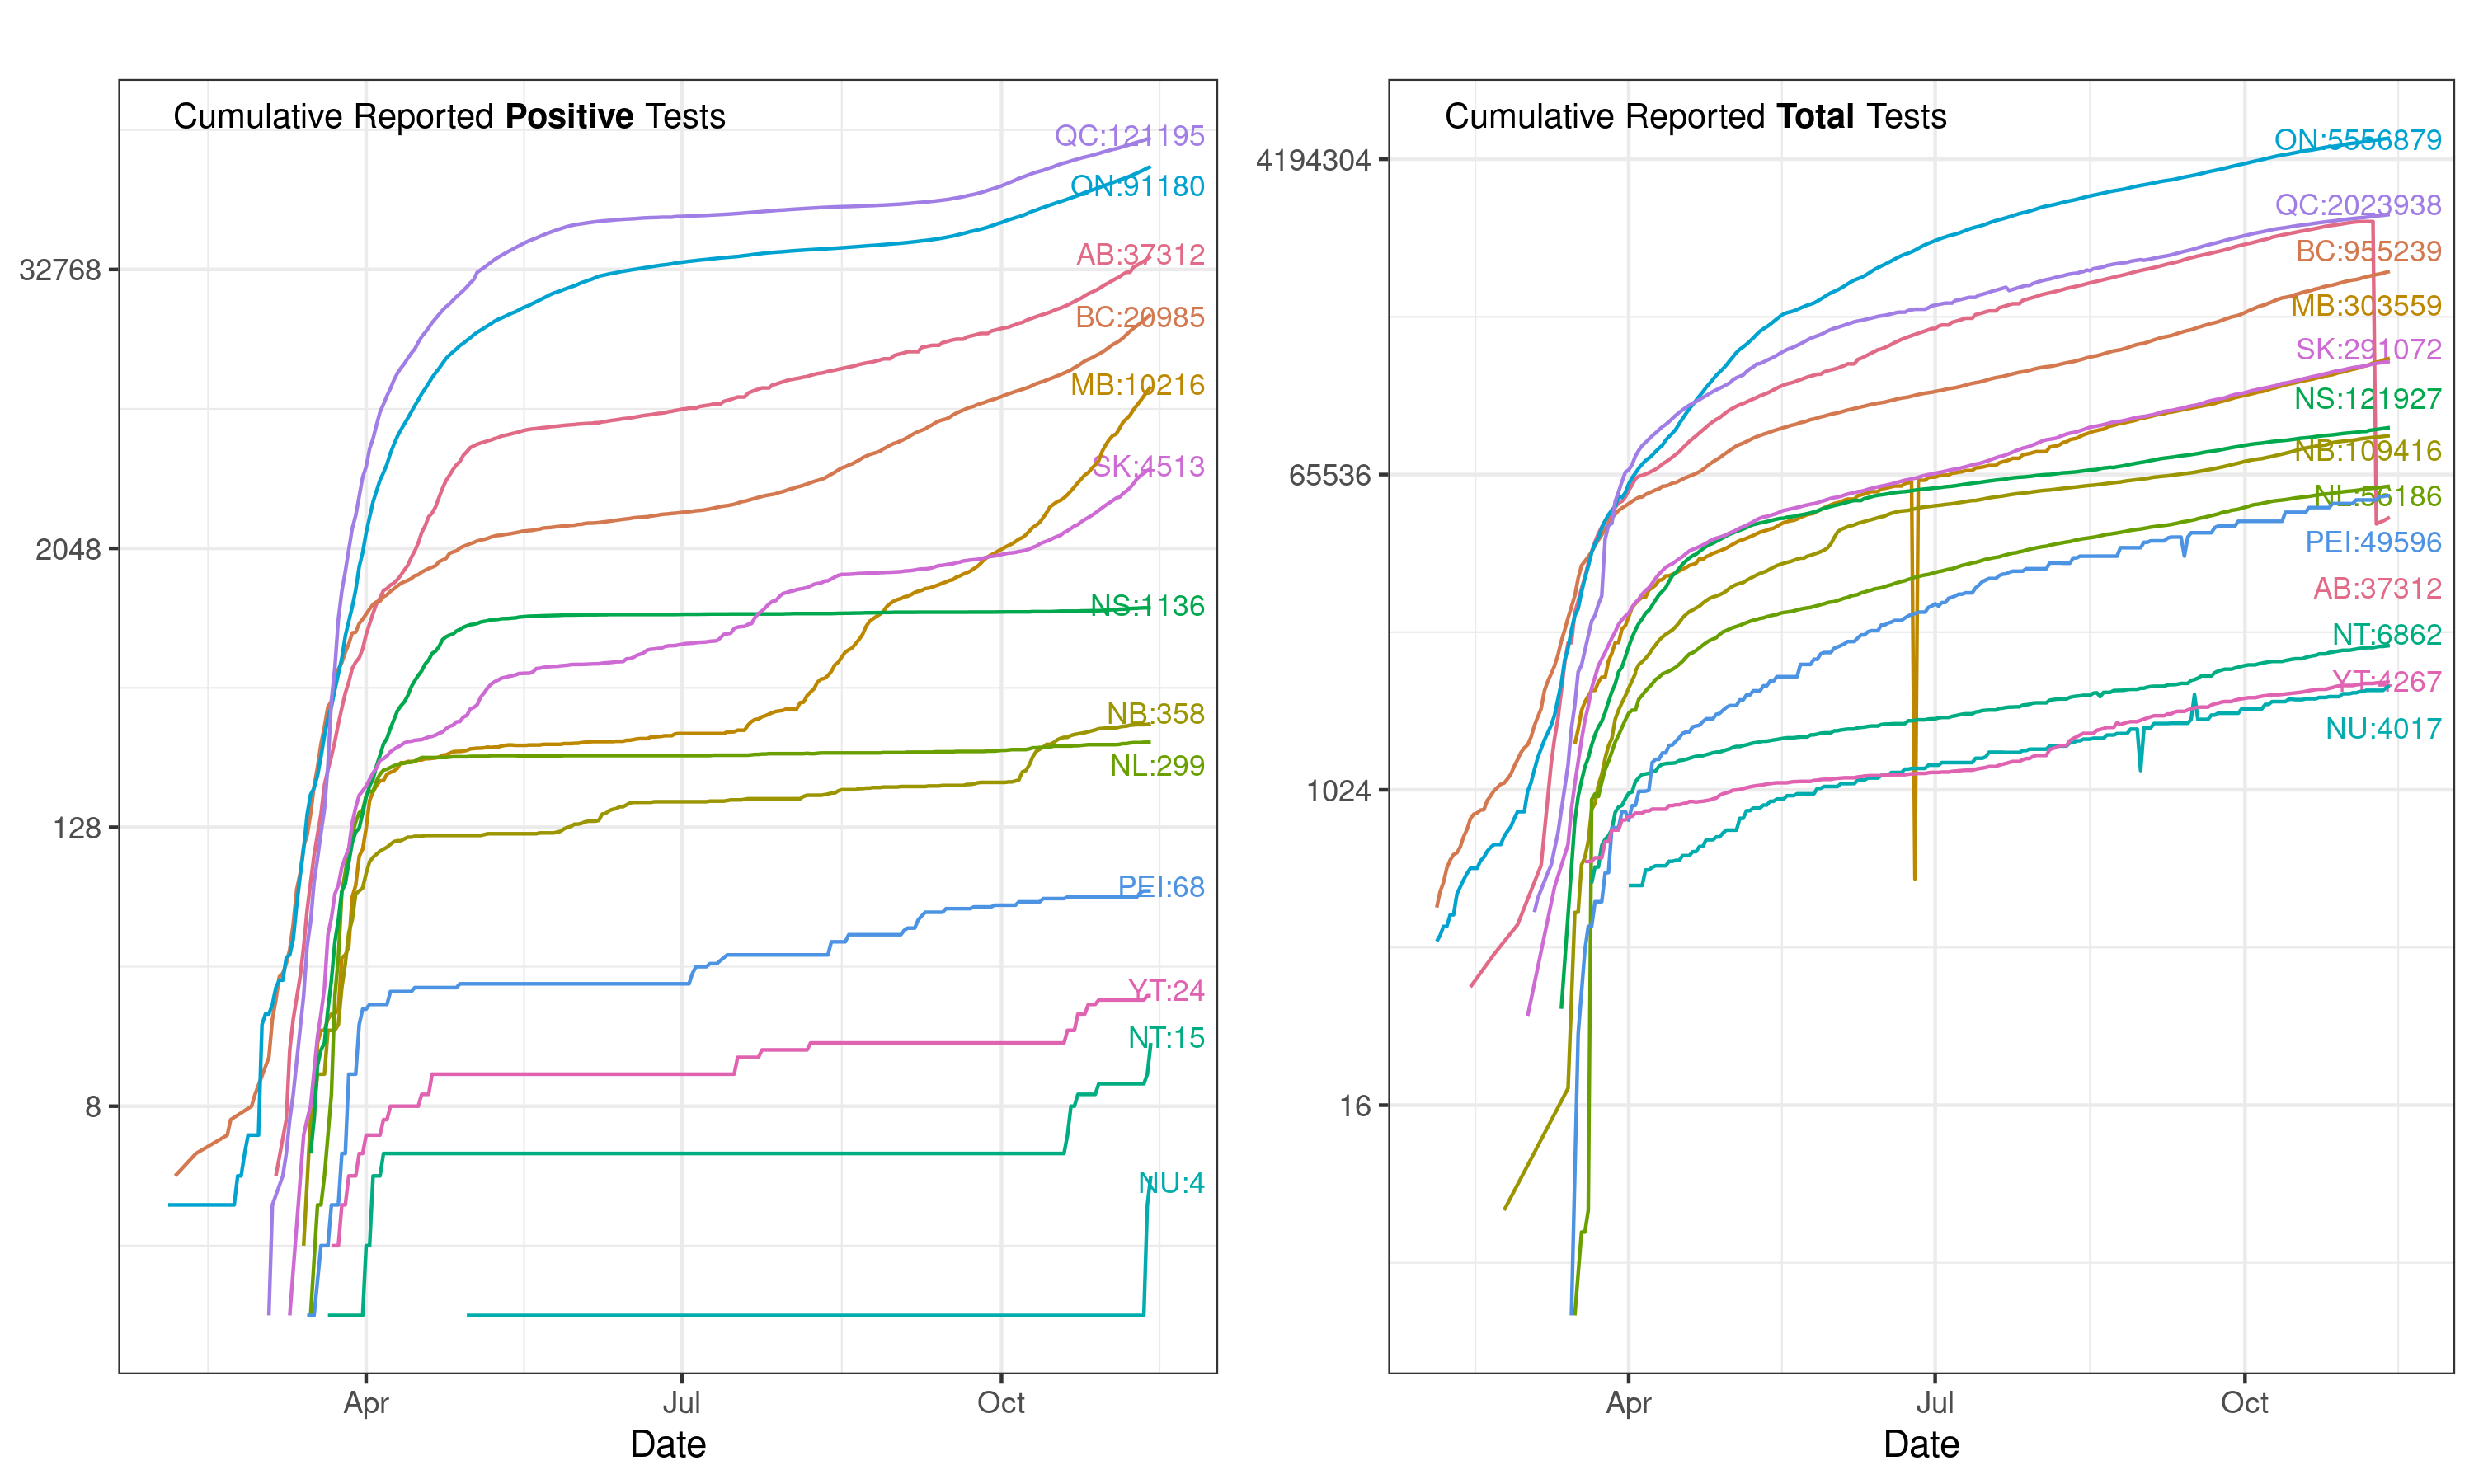 Cumulative Reported Positive Tests
QC:121195
ON:91180
AB:37312
BC:20985
MB:10216
SK:4513
NS:1136
NB:358
NL:299
PEI:68
YT:24
NT:15
NU:4
32768
2048
128
8
Apr
Jul
Oct
Date
Cumulative Reported Total Tests
ON:5556879
QC:2023938
BC:955239
MB:303559
SK:291072
NS:121927
NB:109416
NL:56186
PEI:49596
AB:37312
NT:6862
YT:4267
NU:4017
4194304
65536
1024
16
Apr
Jul
Oct
Date